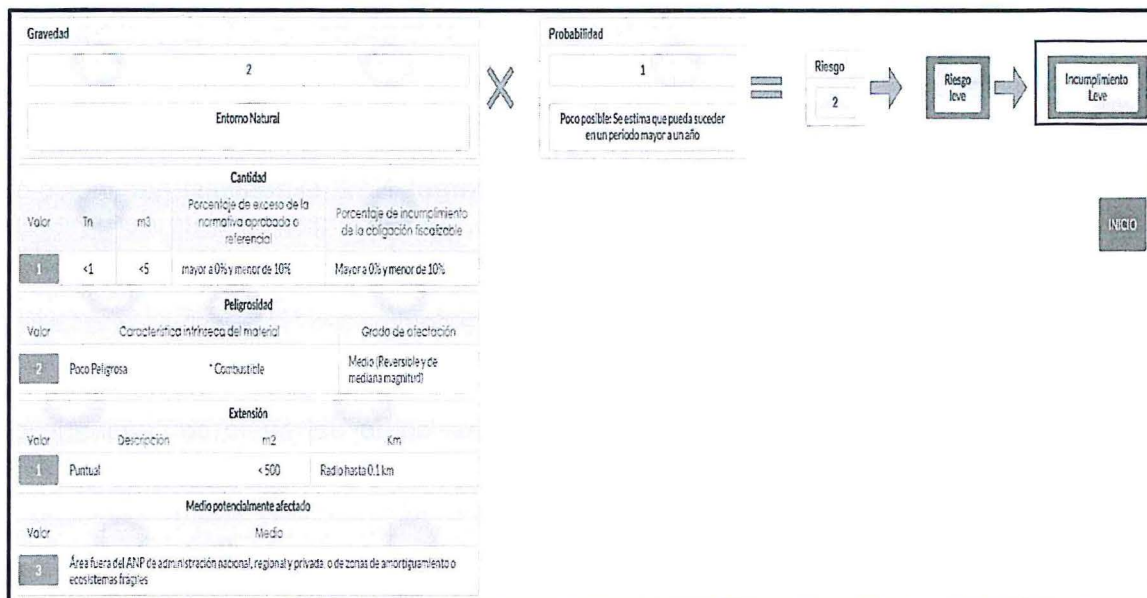 Gravedad
2
Entorno Natural
Probabilidad
1
Poco posible: Se estima que pueda suceder
en un periodo mayor a un año
Riesgo
2
Riesgo
leve
Incumplimiento
Leve
INICIO
Cantidad
Valor Tn m3 Porcentaje de exceso de la
normativa aprobada o
referencial Porcentaje de incumplimiento
de la obligación fiscalizable
1 <1 <5 mayor a 0% y menor de 10% Mayor a 0% y menor de 10%
Peligrosidad
Valor Característica intrínseca del material Grado de afectación
2 Poco Peligrosa * Combustible Medio (Reversible y de
mediana magnitud)
Extensión
Valor Descripción m2 Km
1 Puntual < 500 Radio hasta 0.1 km
Medio potencialmente afectado
Valor Medio
3 Área fuera del ANP de administración nacional, regional y privada o de zonas de amortiguamiento o
ecosistemas frágiles